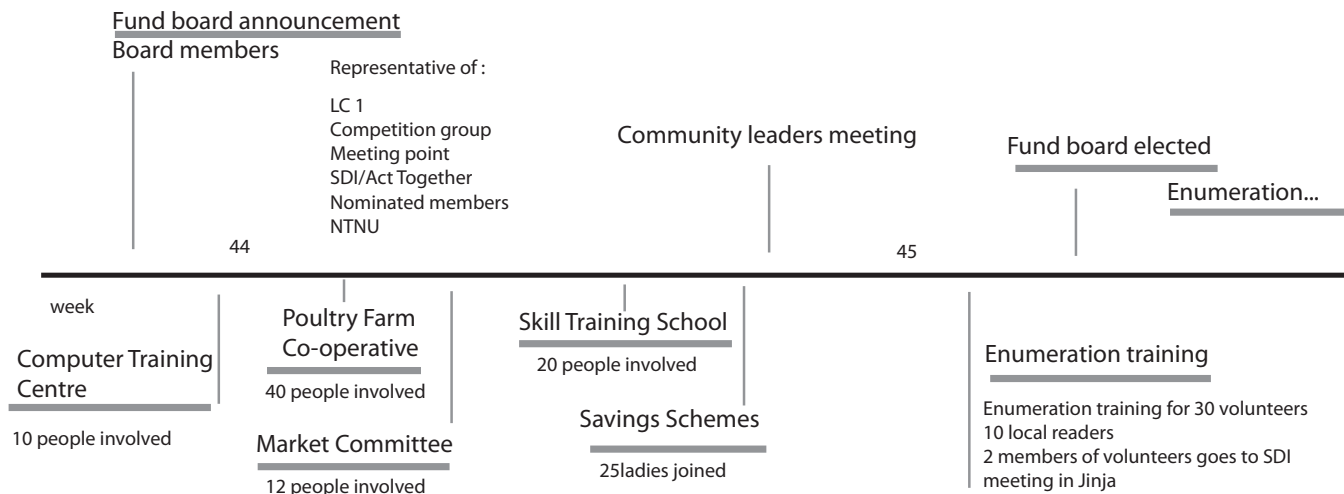 Fund board announcement
Board members
Representative of :
LC 1
Competition group
Meeting point
SDI/Act Together
Nominated members
NTNU
Community leaders meeting
Fund board elected
Enumeration...
44
45
week
Computer Training
Centre
10 people involved
Poultry Farm
Co-operative
40 people involved
Market Committee
12 people involved
Skill Training School
20 people involved
Savings Schemes
25ladies joined
Enumeration training
Enumeration training for 30 volunteers
10 local readers
2 members of volunteers goes to SDI
meeting in Jinja